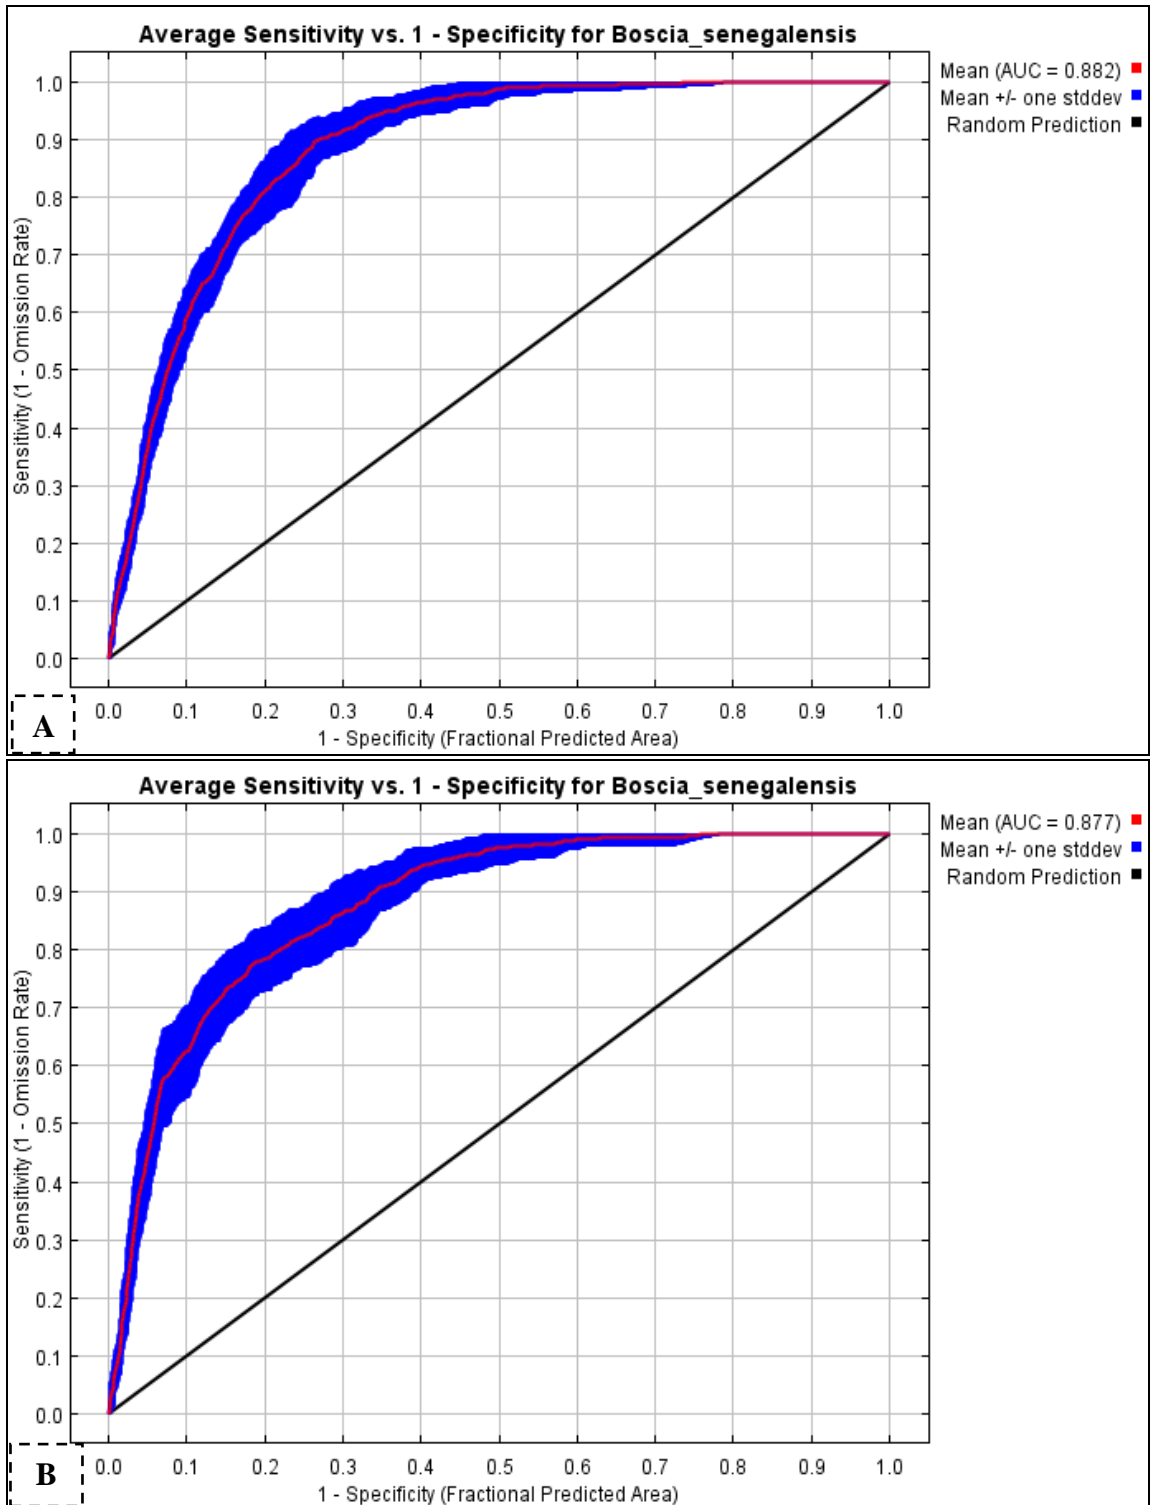 Average Sensitivity vs. 1 - Specificity for Boscia_senegalensis
Mean (AUC = 0.882)
Mean +/- one stddev
Random Prediction
Sensitivity (1 - Omission Rate)
1.0
0.9
0.8
0.7
0.6
0.5
0.4
0.3
0.2
0.1
0.0
0.0 0.1 0.2 0.3 0.4 0.5 0.6 0.7 0.8 0.9 1.0
1 - Specificity (Fractional Predicted Area)
A
Average Sensitivity vs. 1 - Specificity for Boscia_senegalensis
Mean (AUC = 0.877)
Mean +/- one stddev
Random Prediction
Sensitivity (1 - Omission Rate)
1.0
0.9
0.8
0.7
0.6
0.5
0.4
0.3
0.2
0.1
0.0
0.0 0.1 0.2 0.3 0.4 0.5 0.6 0.7 0.8 0.9 1.0
1 - Specificity (Fractional Predicted Area)
B